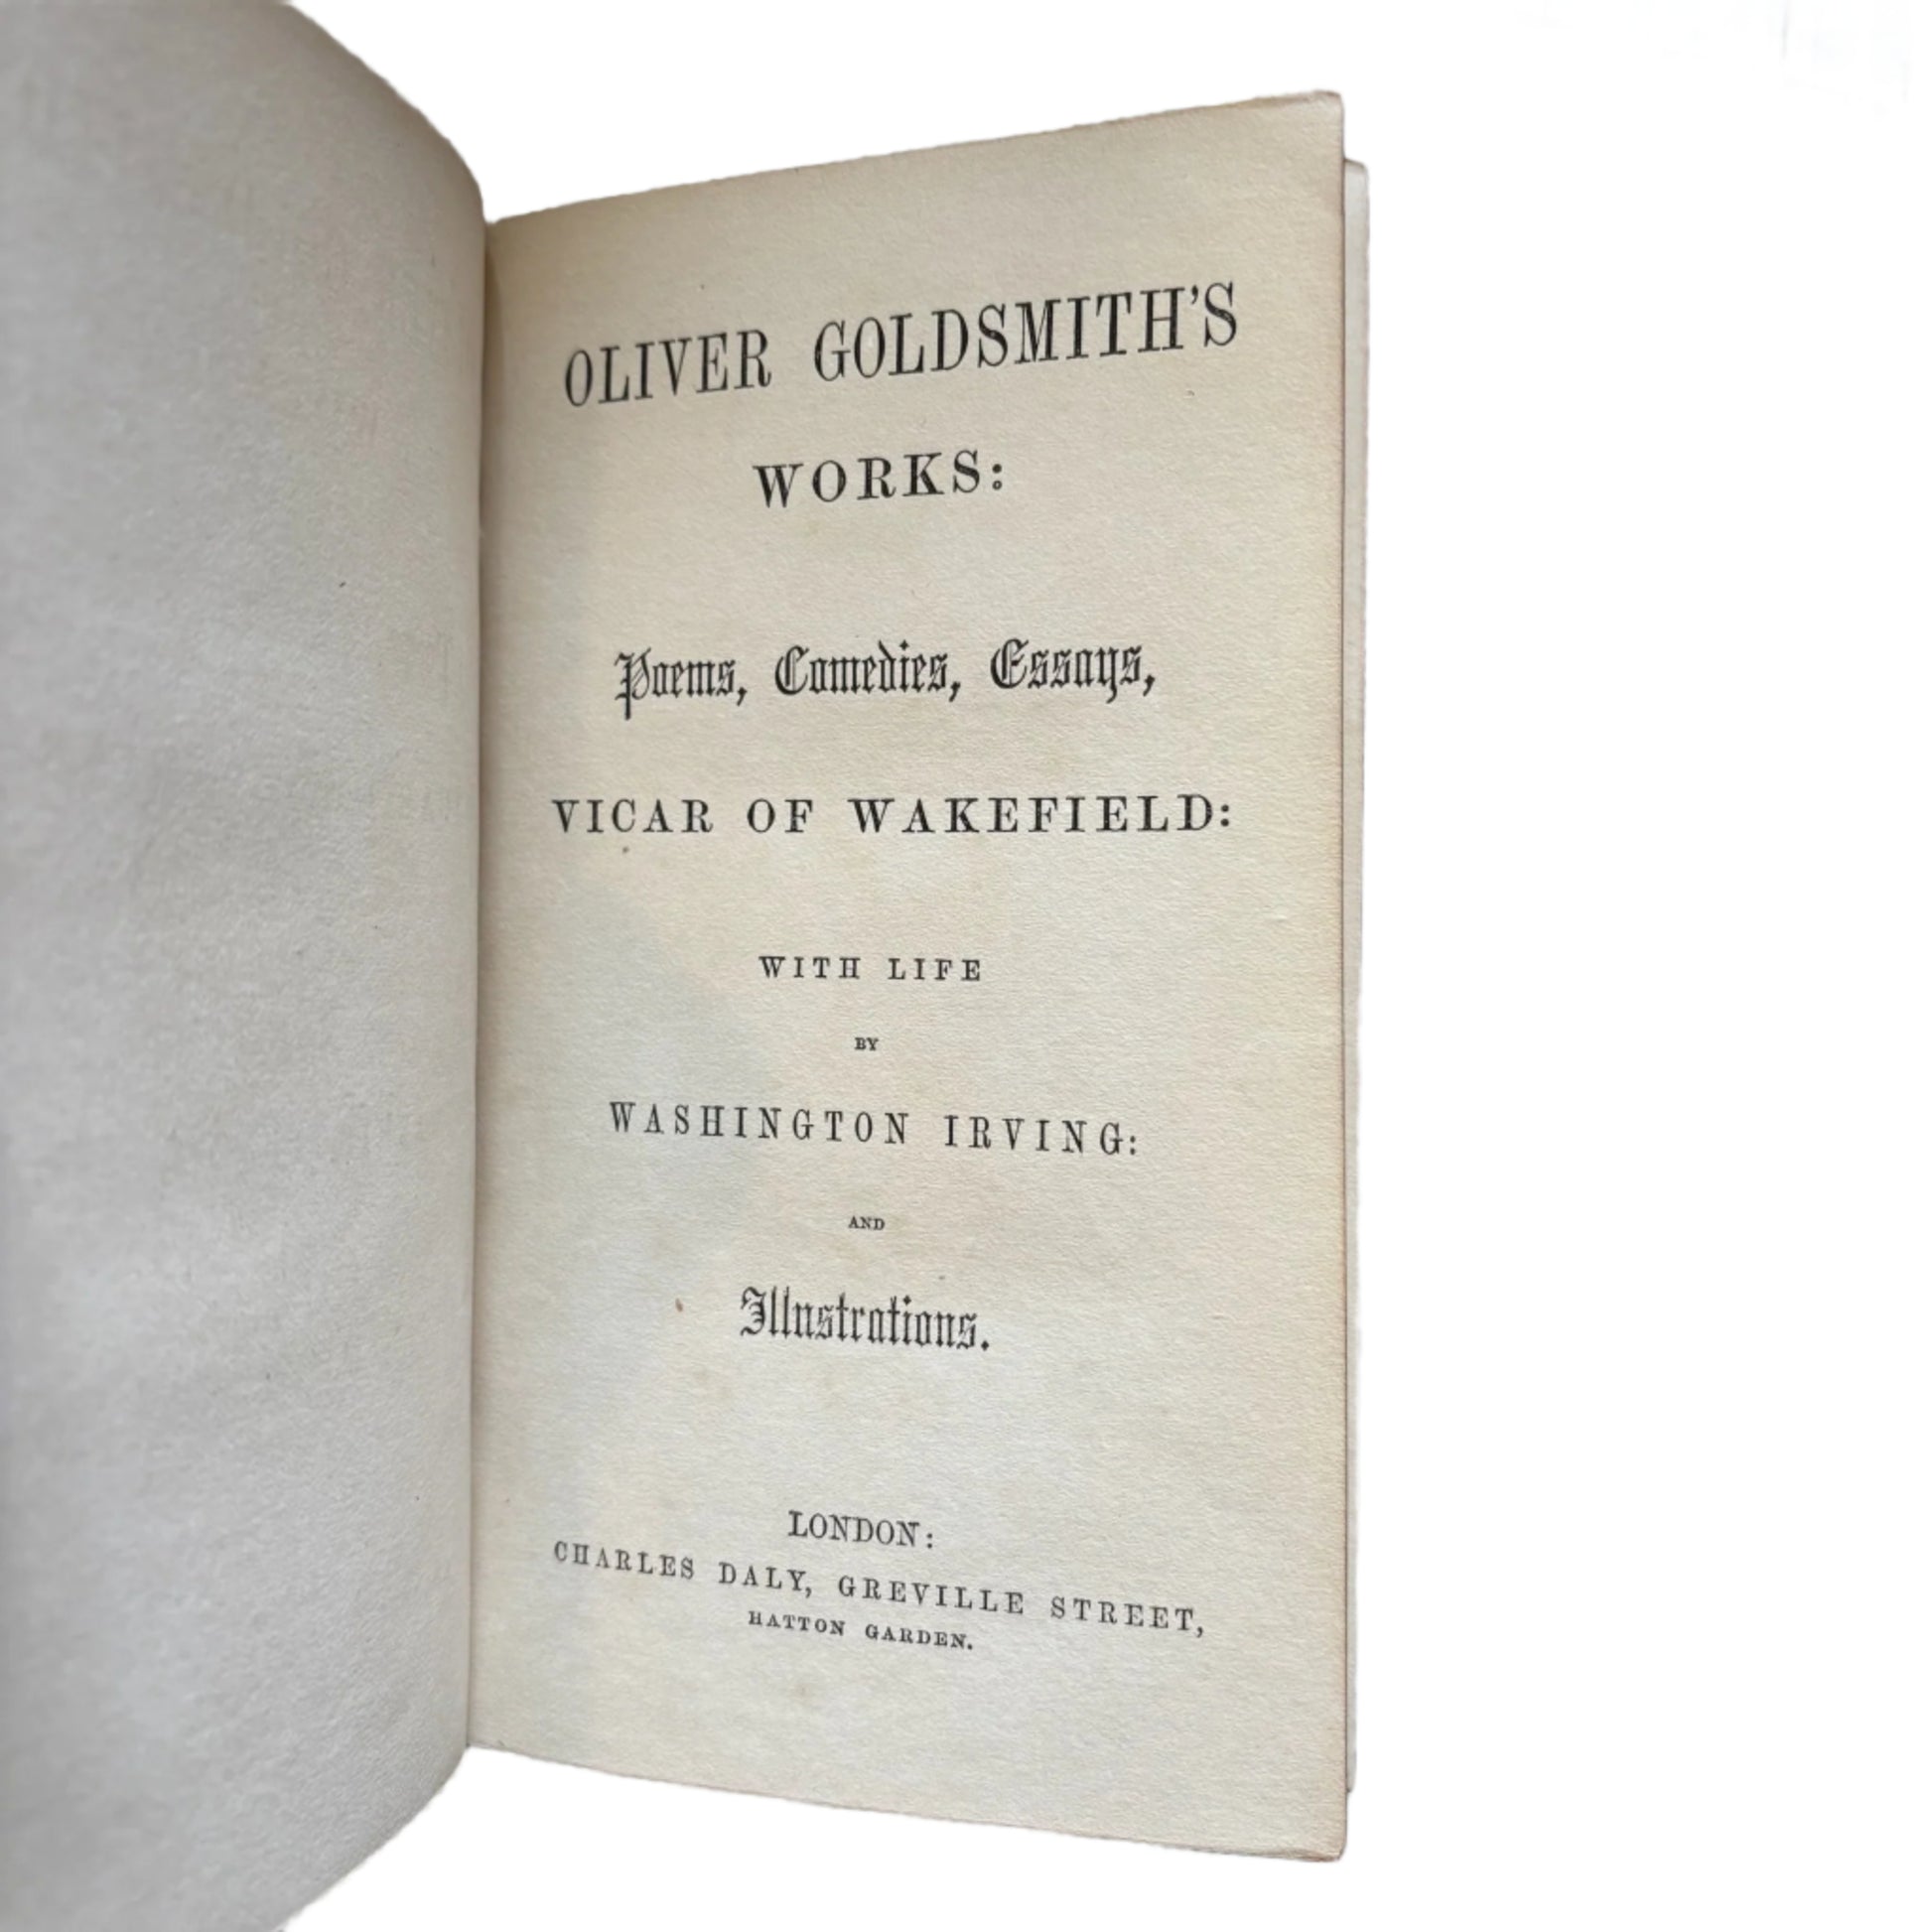 OLIVER GOLDSMITH'S
WORKS:
Poems, Comedies, Essays,
VICAR OF WAKEFIELD:
WITH LIFE
BY
WASHINGTON IRVING:
AND
Illustrations.
LONDON:
CHARLES DALY, GREVILLE STREET,
HATTON GARDEN.